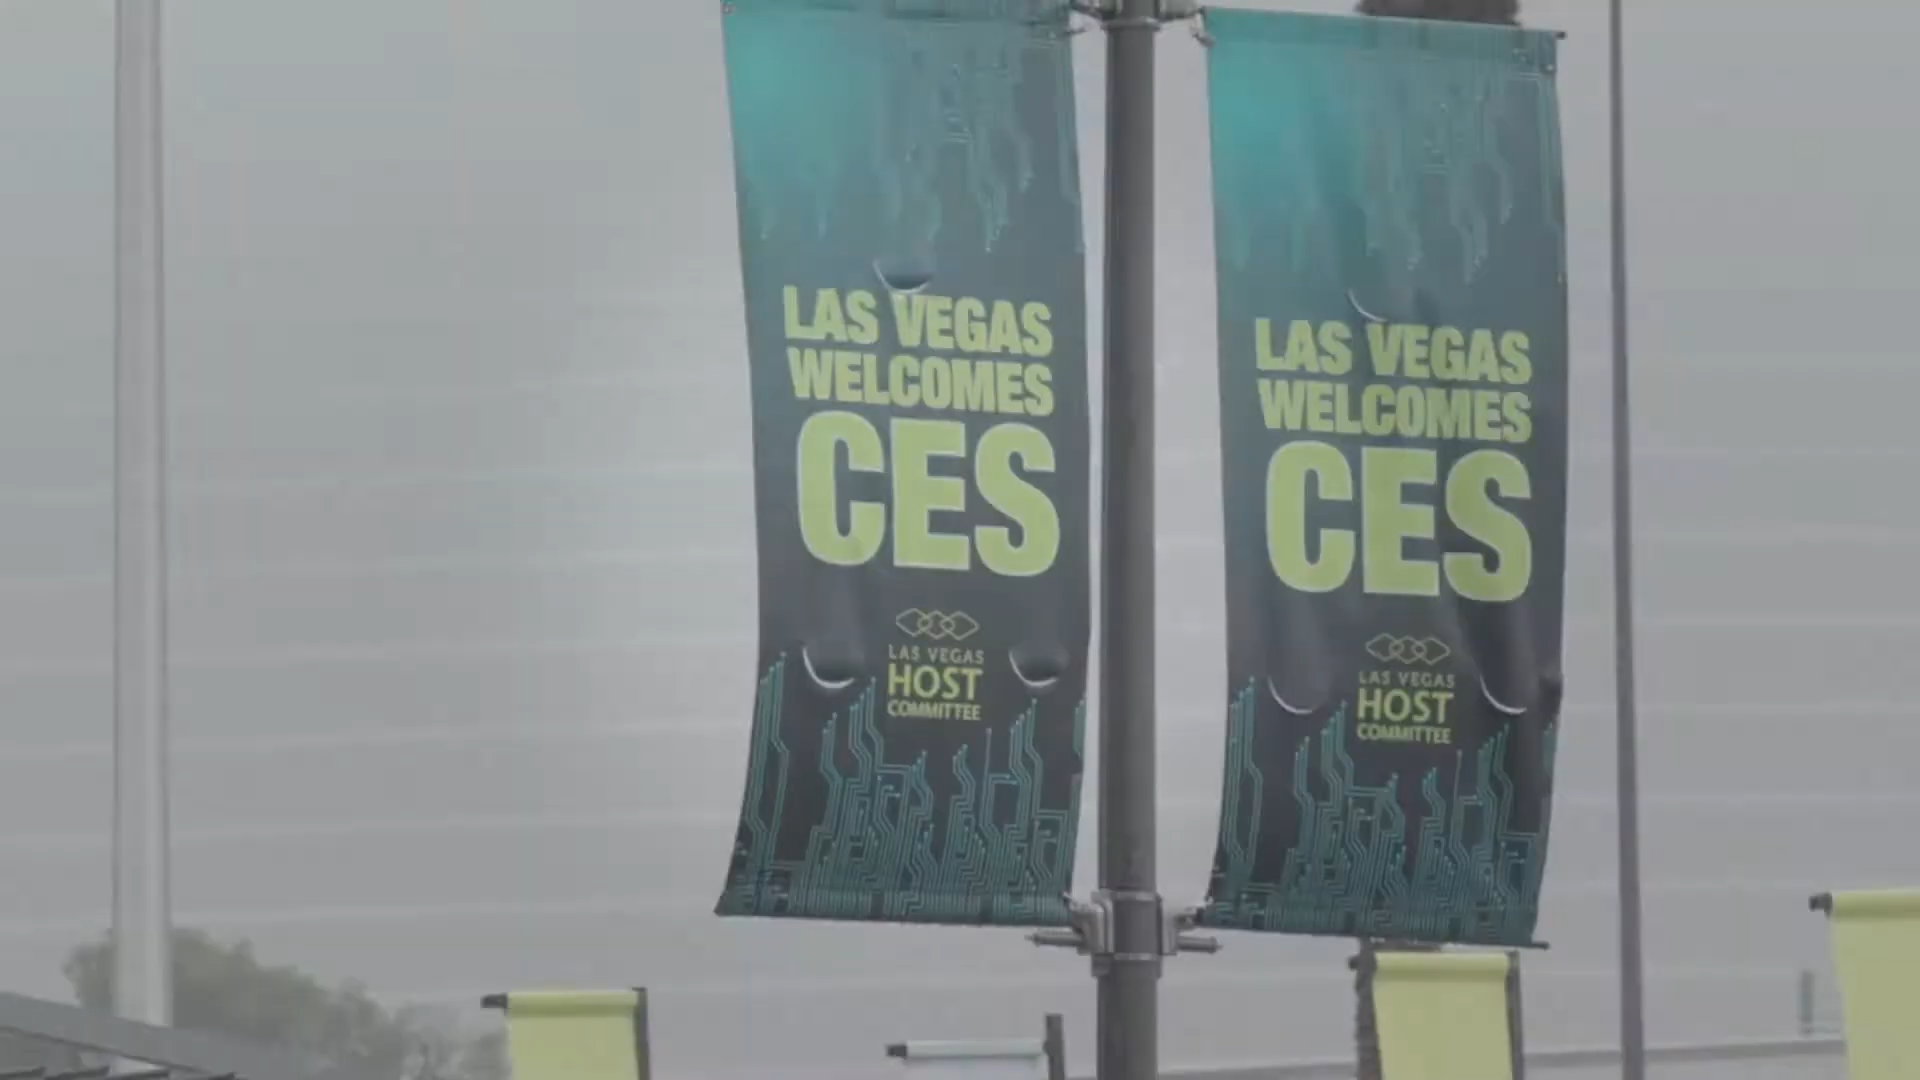 LAS VEGAS
WELCOMES
CES
LAS VEGAS
HOST
COMMITTEE
LAS VEGAS
WELCOMES
CES
LAS VEGAS
HOST
COMMITTEE